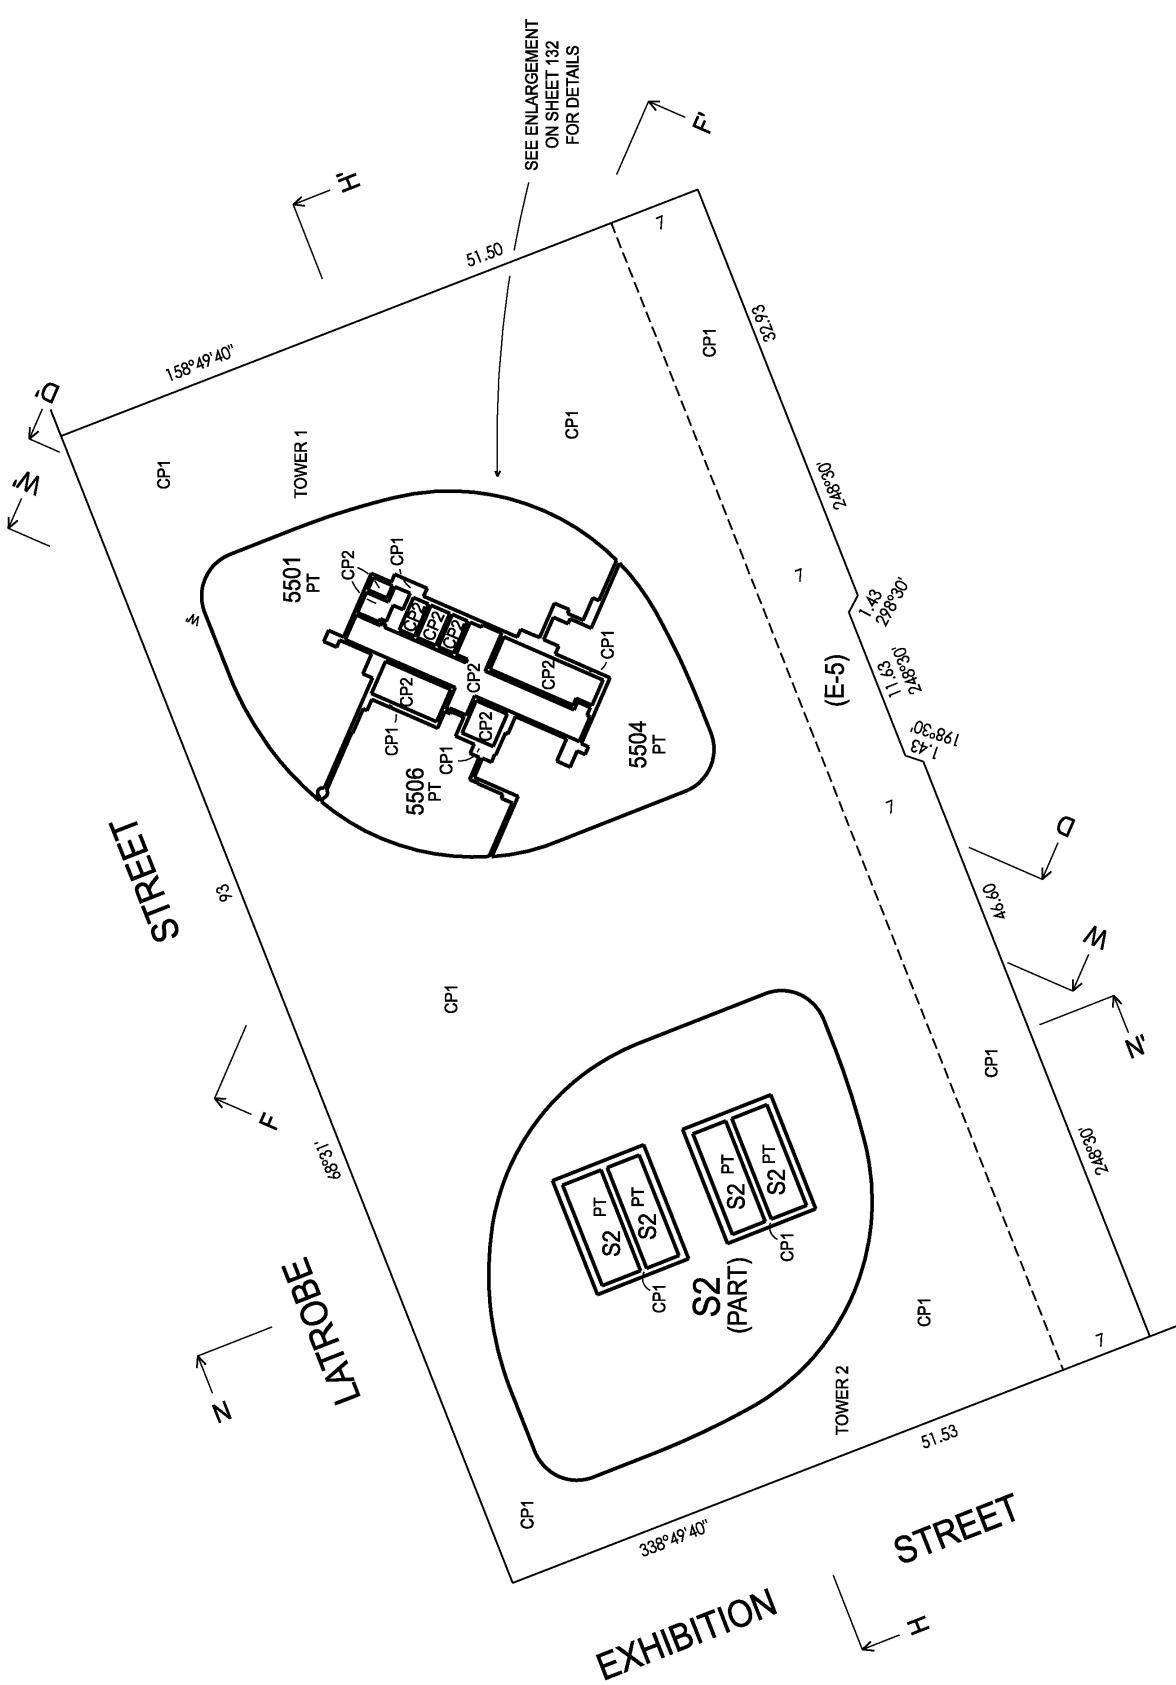 SEE ENLARGEMENT
ON SHEET 132
FOR DETAILS
F'
H'
7
51.50
158°49'40"
CP1
32.93
D'
W'
CP1
TOWER 1
CP1
248°30'
5501
PT
CP2
CP1
7
1.43
298°30'
W'
CP2
CP2
CP2
CP1
CP2
CP2
CP2
11.63
248°30'
(E-5)
CP1
5504
PT
CP2
1.43
198°30'
CP1
5506
PT
7
D
STREET
93
46.60
W
CP1
N'
CP1
F
68°31'
248°30'
S2 PT
S2 PT
S2 PT
S2 PT
CP1
CP1
S2
(PART)
CP1
LATROBE
N
7
TOWER 2
51.53
CP1
338°49'40"
STREET
EXHIBITION
H